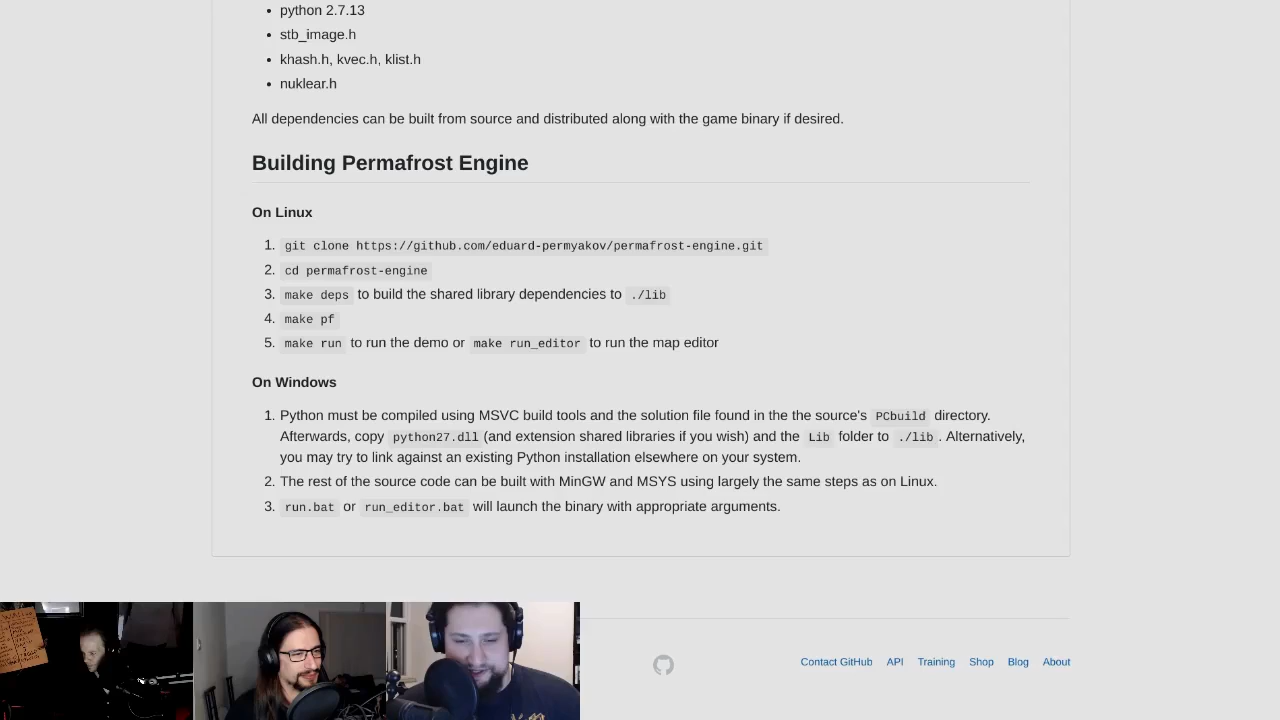 • python 2.7.13
• stb_image.h
• khash.h, kvec.h, klist.h
• nuklear.h
All dependencies can be built from source and distributed along with the game binary if desired.
Building Permafrost Engine
On Linux
1. git clone https://github.com/eduard-permyakov/permafrost-engine.git
2. cd permafrost-engine
3. make deps to build the shared library dependencies to ./lib
4. make pf
5. make run to run the demo or make run_editor to run the map editor
On Windows
1. Python must be compiled using MSVC build tools and the solution file found in the the source's PCbuild directory.
Afterwards, copy python27.dll (and extension shared libraries if you wish) and the Lib folder to ./lib . Alternatively,
you may try to link against an existing Python installation elsewhere on your system.
2. The rest of the source code can be built with MinGW and MSYS using largely the same steps as on Linux.
3. run.bat or run_editor.bat will launch the binary with appropriate arguments.
Contact GitHub API Training Shop Blog About